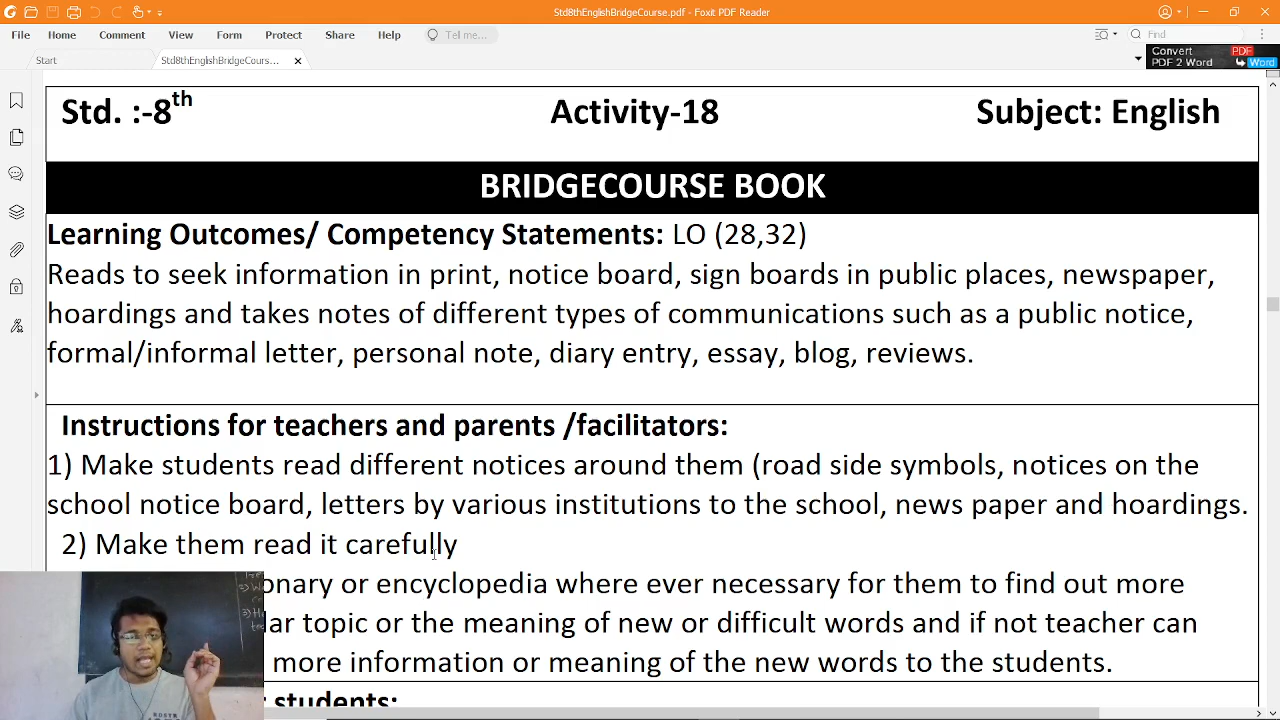 Std8thEnglishBridgeCourse.pdf - Foxit PDF Reader
File Home Comment View Form Protect Share Help Tell me... Find
Start Std8thEnglishBridgeCours...
Convert PDF
PDF 2 Word Word
Std. :-8th Activity-18 Subject: English
BRIDGECOURSE BOOK
Learning Outcomes/ Competency Statements: LO (28,32)
Reads to seek information in print, notice board, sign boards in public places, newspaper,
hoardings and takes notes of different types of communications such as a public notice,
formal/informal letter, personal note, diary entry, essay, blog, reviews.
Instructions for teachers and parents /facilitators:
1) Make students read different notices around them (road side symbols, notices on the
school notice board, letters by various institutions to the school, news paper and hoardings.
2) Make them read it carefully
onary or encyclopedia where ever necessary for them to find out more
lar topic or the meaning of new or difficult words and if not teacher can
more information or meaning of the new words to the students.
students: